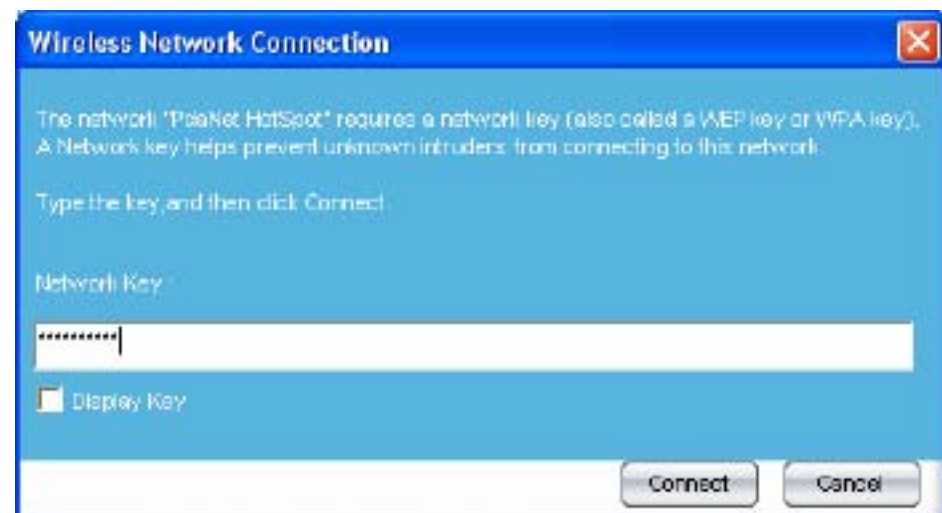 Wireless Network Connection
The network "PciaNet HotSpot" requires a network key (also called a WEP key or WPA key).
A Network key helps prevent unknown intruders from connecting to this network.
Type the key,and then click Connect.
Network Key :
**********
Display Key
Connect Cancel